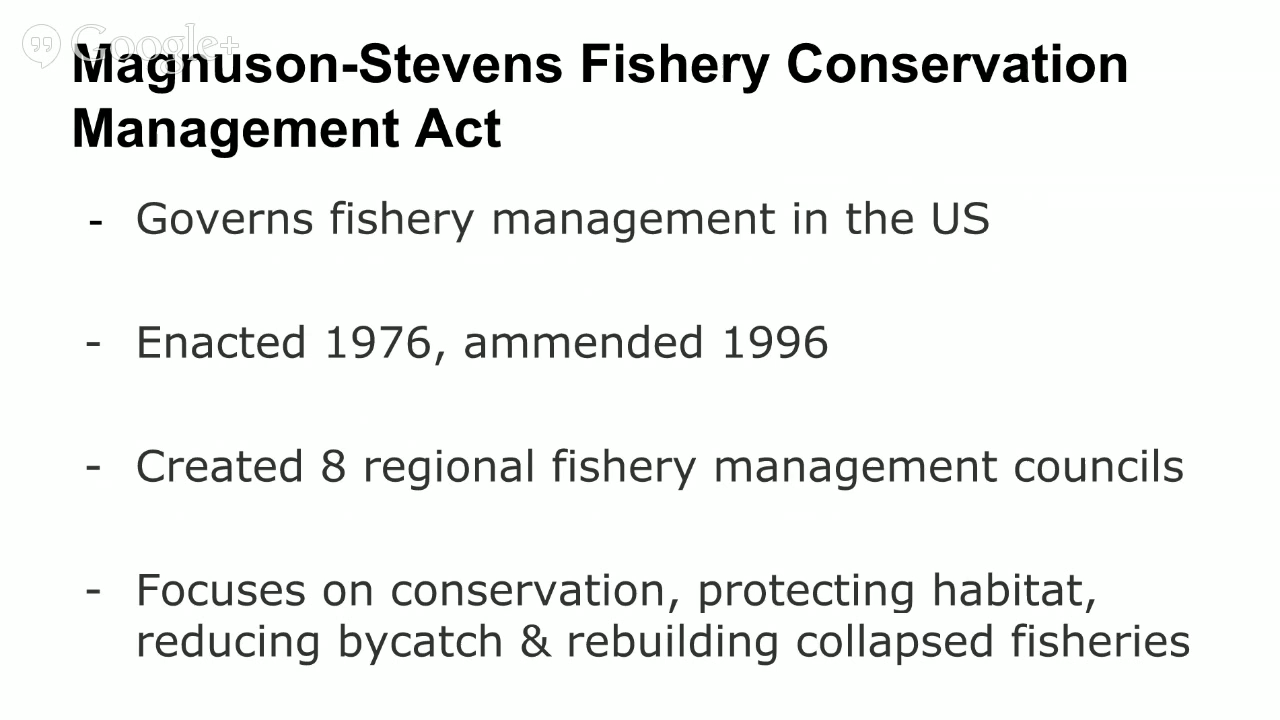 Google+
Magnuson-Stevens Fishery Conservation
Management Act
- Governs fishery management in the US
- Enacted 1976, ammended 1996
- Created 8 regional fishery management councils
- Focuses on conservation, protecting habitat,
reducing bycatch & rebuilding collapsed fisheries